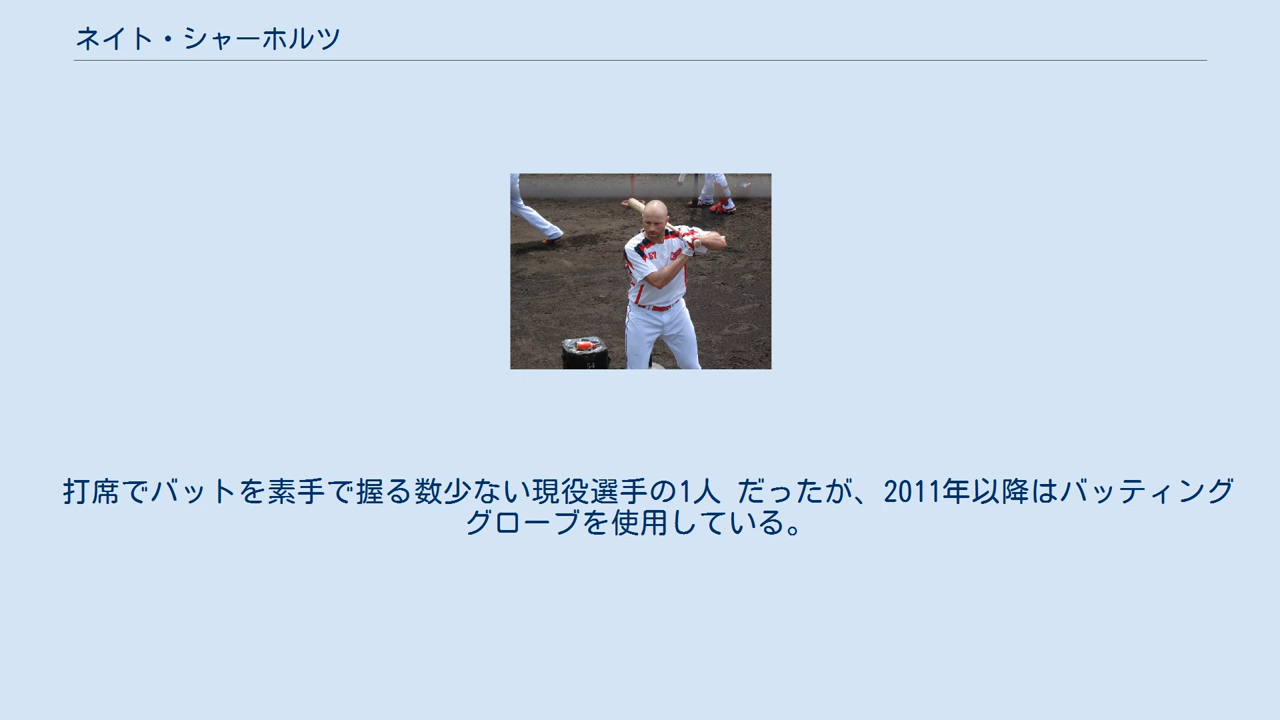 ネイト・シャーホルツ
打席でバットを素手で握る数少ない現役選手の1人 だったが、2011年以降はバッティング
グローブを使用している。